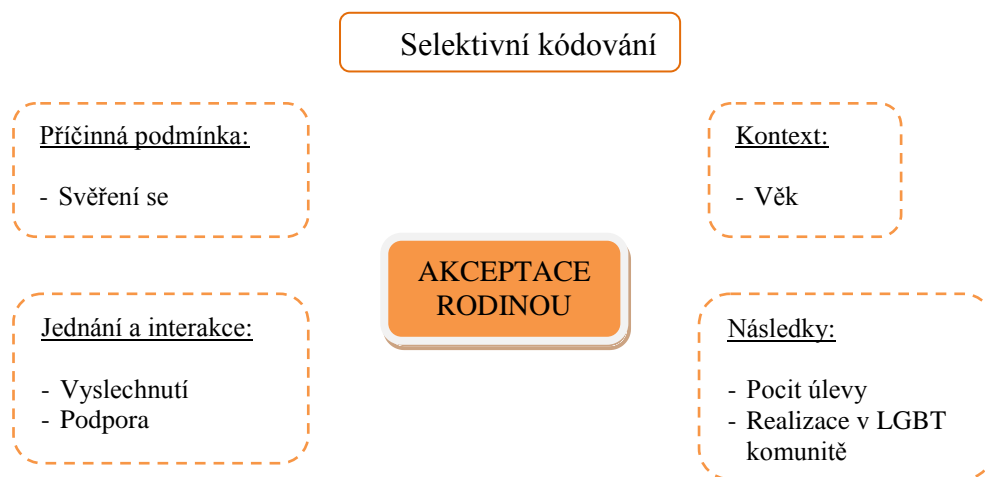 Selektivní kódování
Příčinná podmínka:
- Svěření se
Kontext:
- Věk
AKCEPTACE
RODINOU
Jednání a interakce:
- Vyslechnutí
- Podpora
Následky:
- Pocit úlevy
- Realizace v LGBT
komunitě